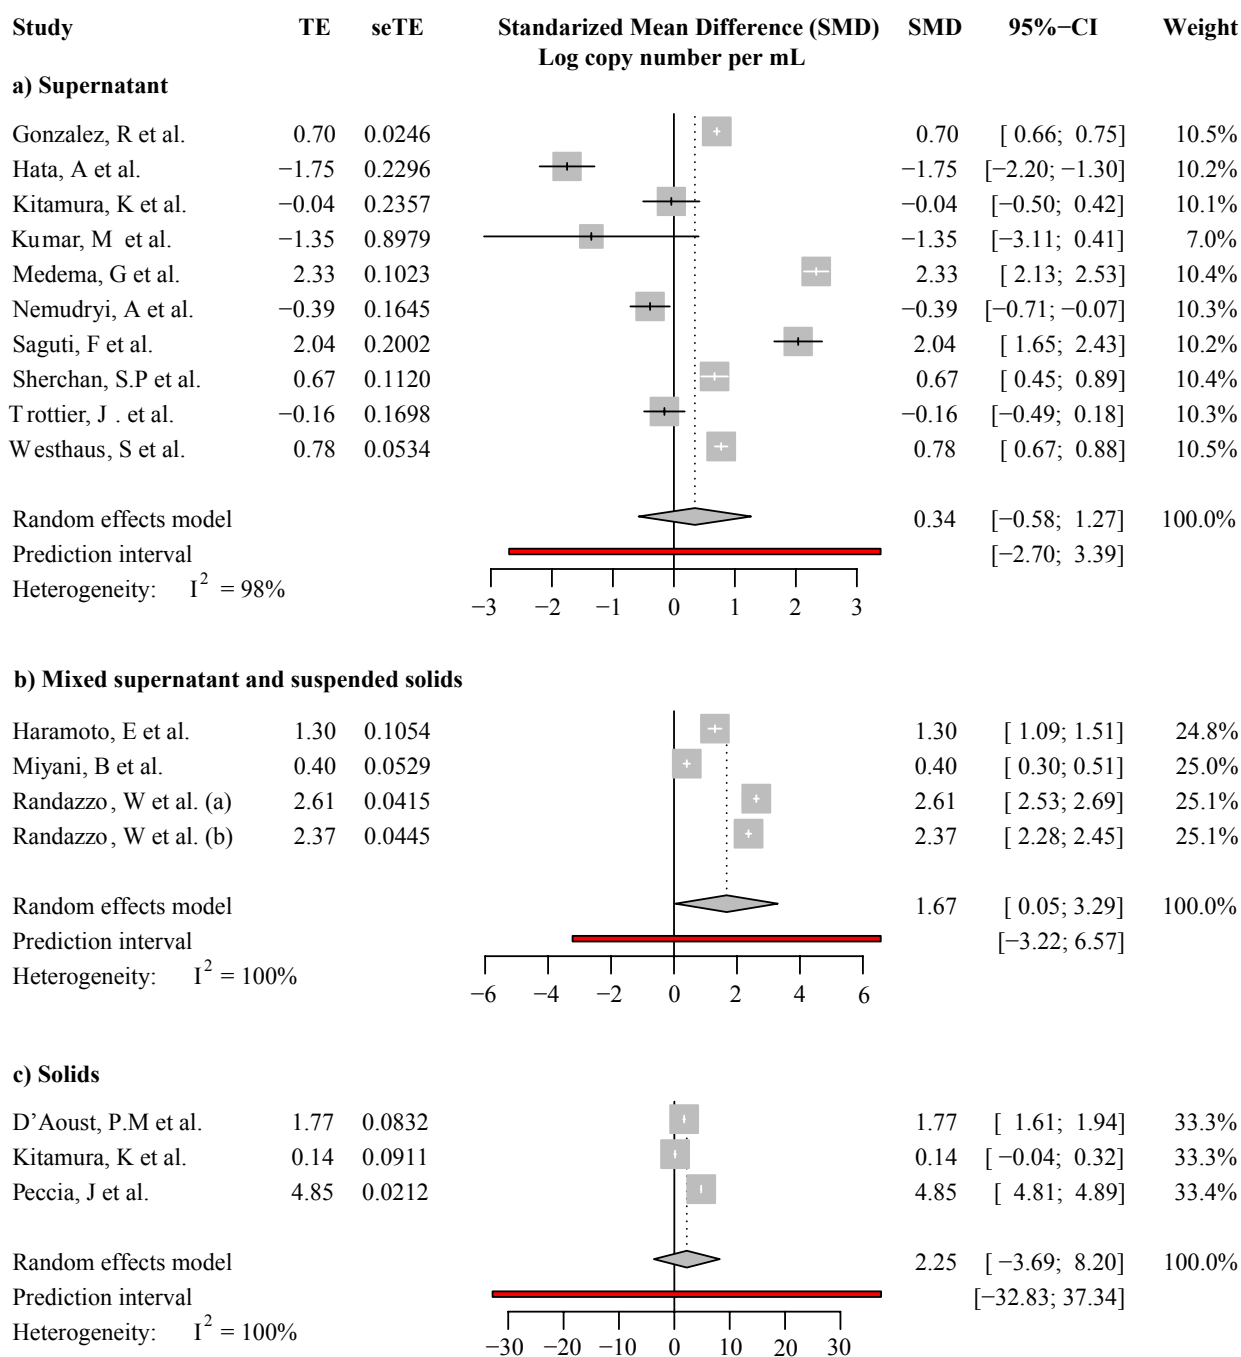 Study TE seTE Standarized Mean Difference (SMD) SMD 95%−CI Weight
Log copy number per mL
a) Supernatant
Gonzalez, R et al. 0.70 0.0246 0.70 [ 0.66; 0.75] 10.5%
Hata, A et al. −1.75 0.2296 −1.75 [−2.20; −1.30] 10.2%
Kitamura, K et al. −0.04 0.2357 −0.04 [−0.50; 0.42] 10.1%
Kumar, M et al. −1.35 0.8979 −1.35 [−3.11; 0.41] 7.0%
Medema, G et al. 2.33 0.1023 2.33 [ 2.13; 2.53] 10.4%
Nemudryi, A et al. −0.39 0.1645 −0.39 [−0.71; −0.07] 10.3%
Saguti, F et al. 2.04 0.2002 2.04 [ 1.65; 2.43] 10.2%
Sherchan, S.P et al. 0.67 0.1120 0.67 [ 0.45; 0.89] 10.4%
Trottier, J . et al. −0.16 0.1698 −0.16 [−0.49; 0.18] 10.3%
Westhaus, S et al. 0.78 0.0534 0.78 [ 0.67; 0.88] 10.5%
Random effects model 0.34 [−0.58; 1.27] 100.0%
Prediction interval [−2.70; 3.39]
Heterogeneity: I² = 98%
−3 −2 −1 0 1 2 3
b) Mixed supernatant and suspended solids
Haramoto, E et al. 1.30 0.1054 1.30 [ 1.09; 1.51] 24.8%
Miyani, B et al. 0.40 0.0529 0.40 [ 0.30; 0.51] 25.0%
Randazzo, W et al. (a) 2.61 0.0415 2.61 [ 2.53; 2.69] 25.1%
Randazzo, W et al. (b) 2.37 0.0445 2.37 [ 2.28; 2.45] 25.1%
Random effects model 1.67 [ 0.05; 3.29] 100.0%
Prediction interval [−3.22; 6.57]
Heterogeneity: I² = 100%
−6 −4 −2 0 2 4 6
c) Solids
D’Aoust, P.M et al. 1.77 0.0832 1.77 [ 1.61; 1.94] 33.3%
Kitamura, K et al. 0.14 0.0911 0.14 [ −0.04; 0.32] 33.3%
Peccia, J et al. 4.85 0.0212 4.85 [ 4.81; 4.89] 33.4%
Random effects model 2.25 [ −3.69; 8.20] 100.0%
Prediction interval [−32.83; 37.34]
Heterogeneity: I² = 100%
−30 −20 −10 0 10 20 30